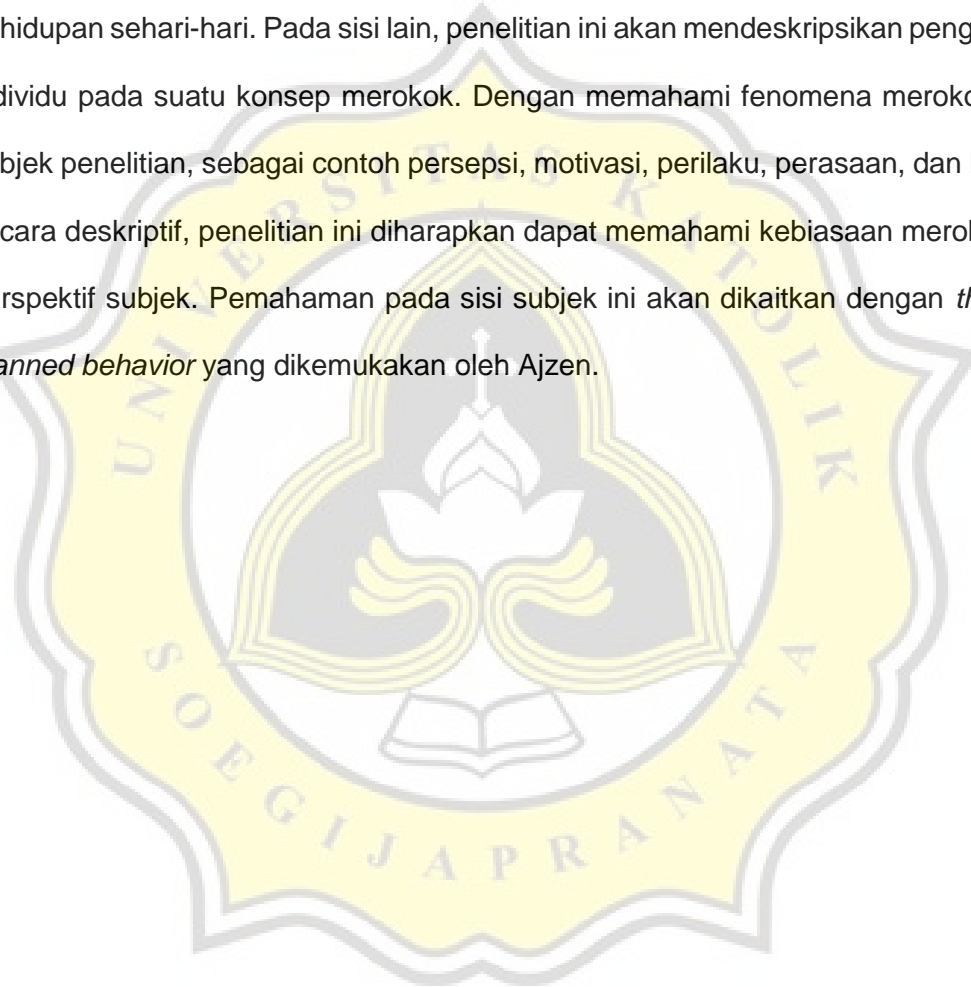 hidupan sehari-hari. Pada sisi lain, penelitian ini akan mendeskripsikan peng
dividu pada suatu konsep merokok. Dengan memahami fenomena meroko
bjek penelitian, sebagai contoh persepsi, motivasi, perilaku, perasaan, dan
cara deskriptif, penelitian ini diharapkan dapat memahami kebiasaan merol
rspektif subjek. Pemahaman pada sisi subjek ini akan dikaitkan dengan th
anned behavior yang dikemukakan oleh Ajzen.
UNIVERSITAS KATOLIK
SOEGIJAPRANATA